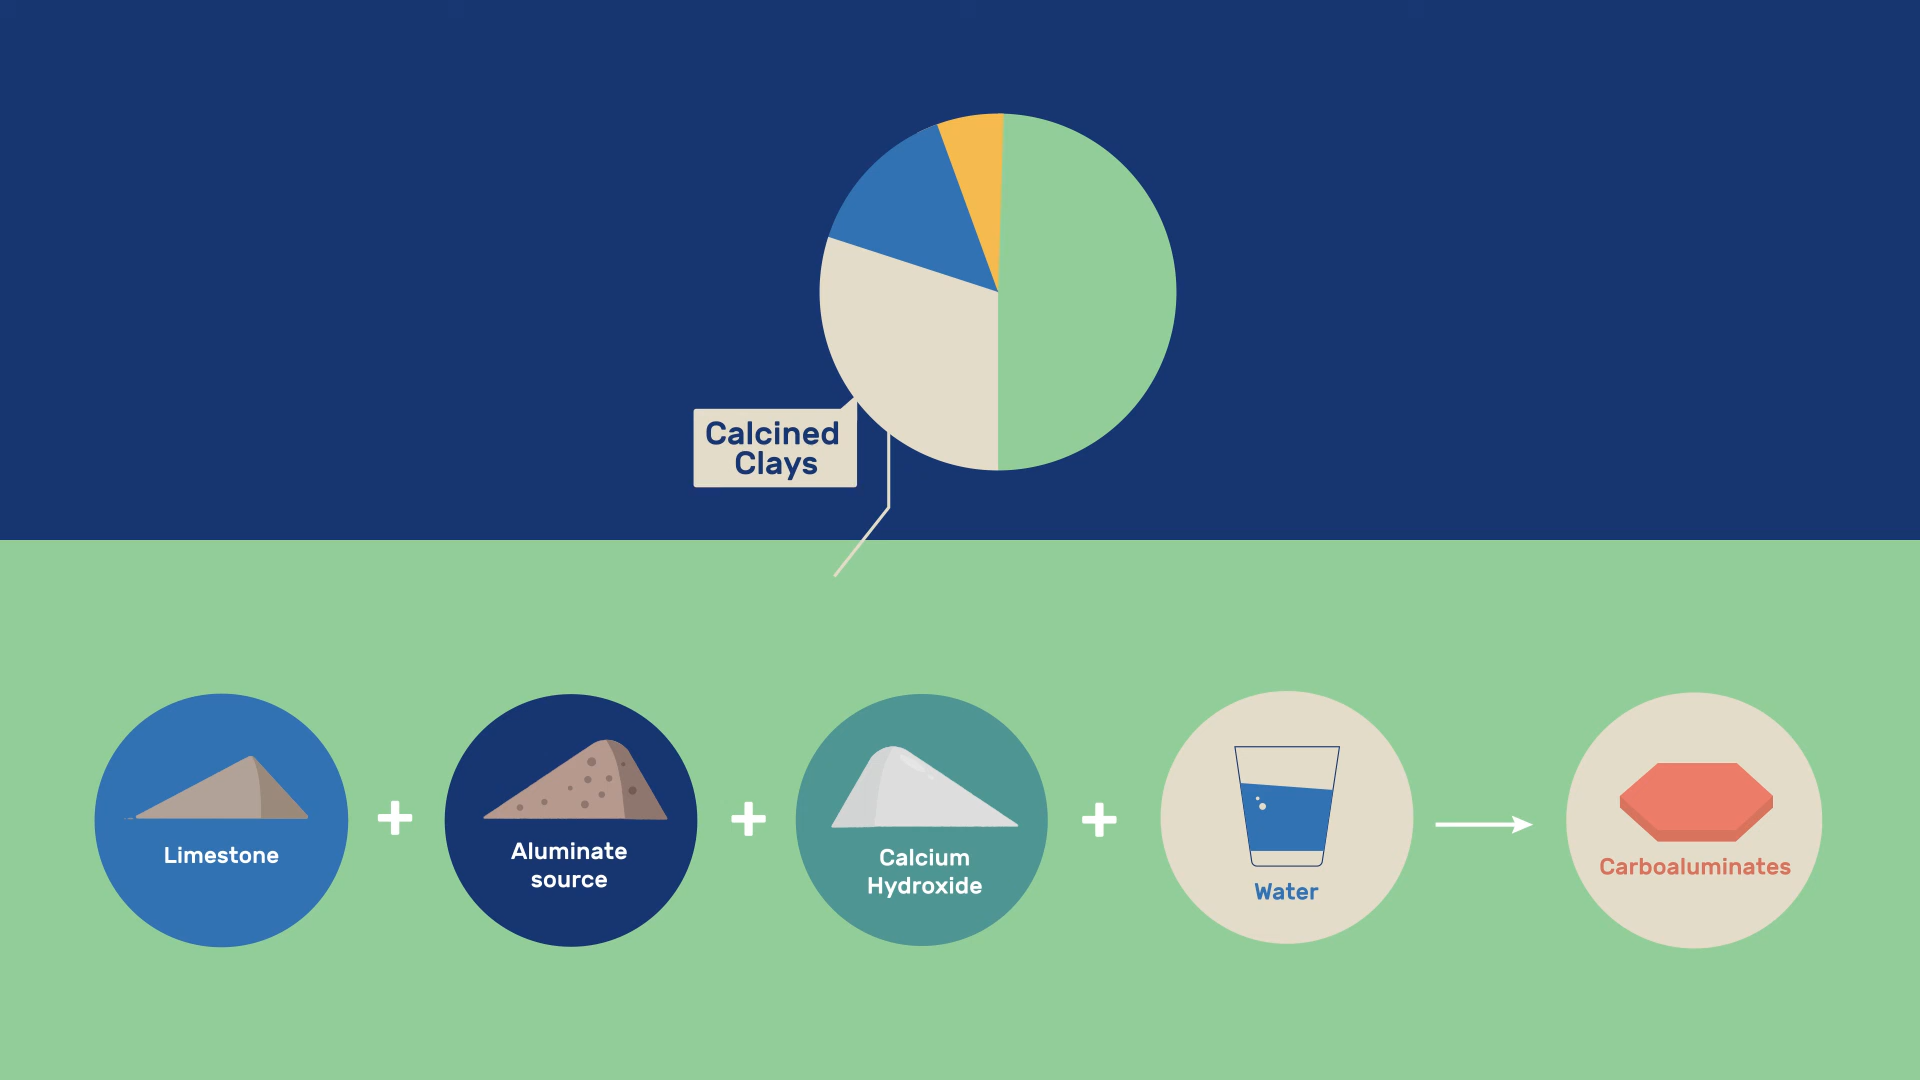 Calcined
Clays
Limestone
Aluminate
source
Calcium
Hydroxide
Water
Carboaluminates